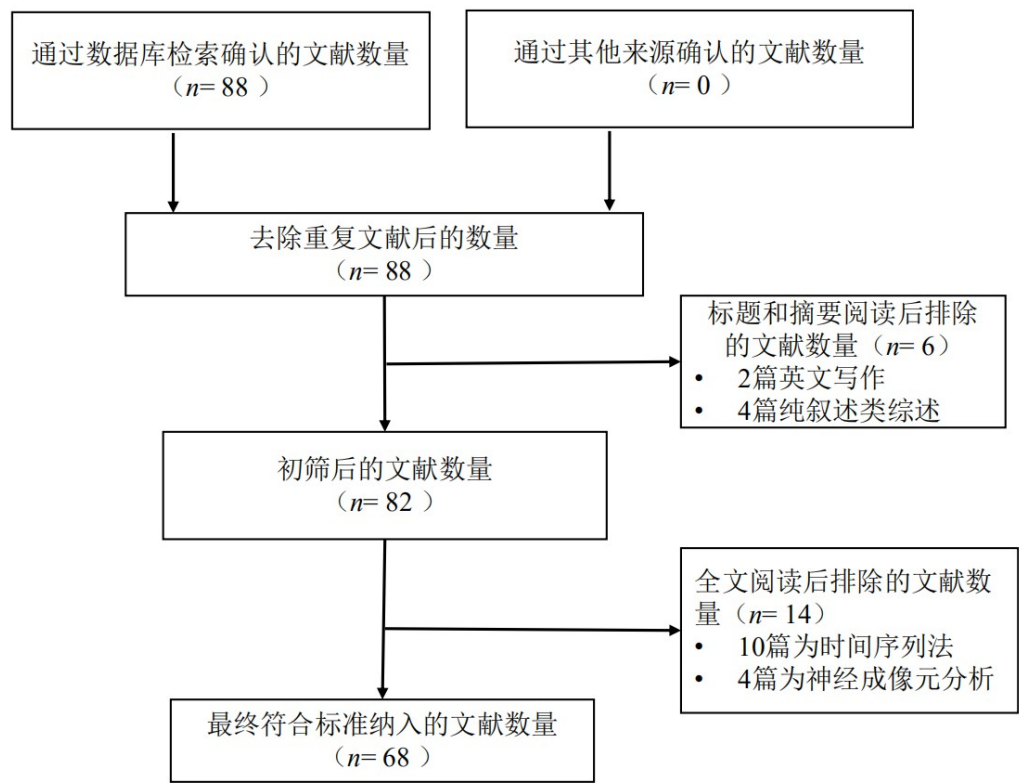 通过数据库检索确认的文献数量
（n= 88 ）
通过其他来源确认的文献数量
（n= 0 ）
去除重复文献后的数量
（n= 88 ）
标题和摘要阅读后排除
的文献数量（n= 6）
• 2篇英文写作
• 4篇纯叙述类综述
初筛后的文献数量
（n= 82 ）
全文阅读后排除的文献数
量（n= 14）
• 10篇为时间序列法
• 4篇为神经成像元分析
最终符合标准纳入的文献数量
（n= 68 ）